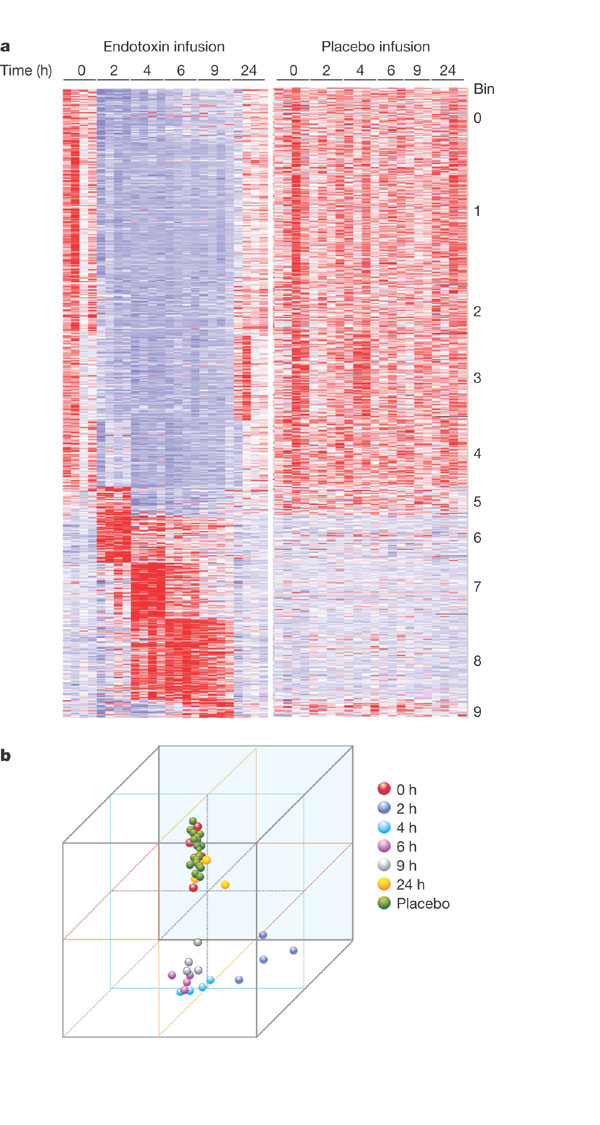 a
Endotoxin infusion
Placebo infusion
Time (h)
0 2 4 6 9 24
0 2 4 6 9 24
Bin
0
1
2
3
4
5
6
7
8
9
b
0 h
2 h
4 h
6 h
9 h
24 h
Placebo